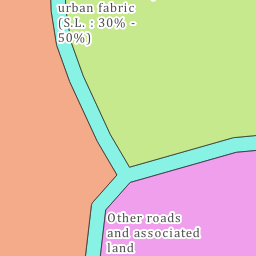 urban fabric
(S.L. : 30% -
50%)
Other roads
and associated
land